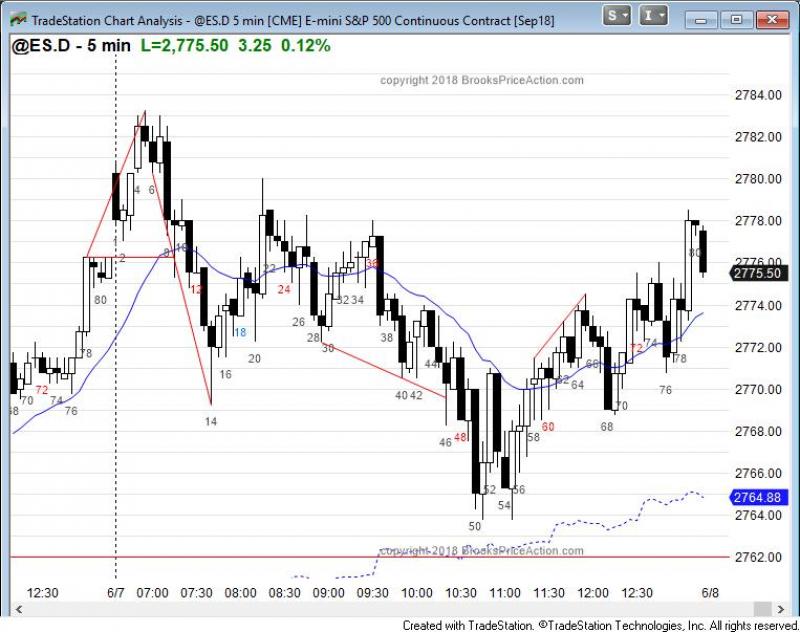 TradeStation Chart Analysis - @ES.D 5 min [CME] E-mini S&P 500 Continuous Contract [Sep18]
S I
@ES.D - 5 min L=2,775.50 3.25 0.12%
copyright 2018 BrooksPriceAction.com
2784.00
2782.00
4 6
2780.00
2778.00
2 8 10 22 36 80
2776.00
2775.50
80 12 24 32 34
2774.00
18 26 28 38 72 74
2772.00
78 20 30 44 62 66 78
16 64
2770.00
72 40 42 76
68 70 74 76 70
14 46 48 58 60 68
2768.00
2766.00
52 56
54
2764.88
2764.00
50
copyright 2018 BrooksPriceAction.com
2762.00
12:30 6/7 07:00 07:30 08:00 08:30 09:00 09:30 10:00 10:30 11:00 11:30 12:00 12:30 6/8
Created with TradeStation. ©TradeStation Technologies, Inc. All rights reserved.